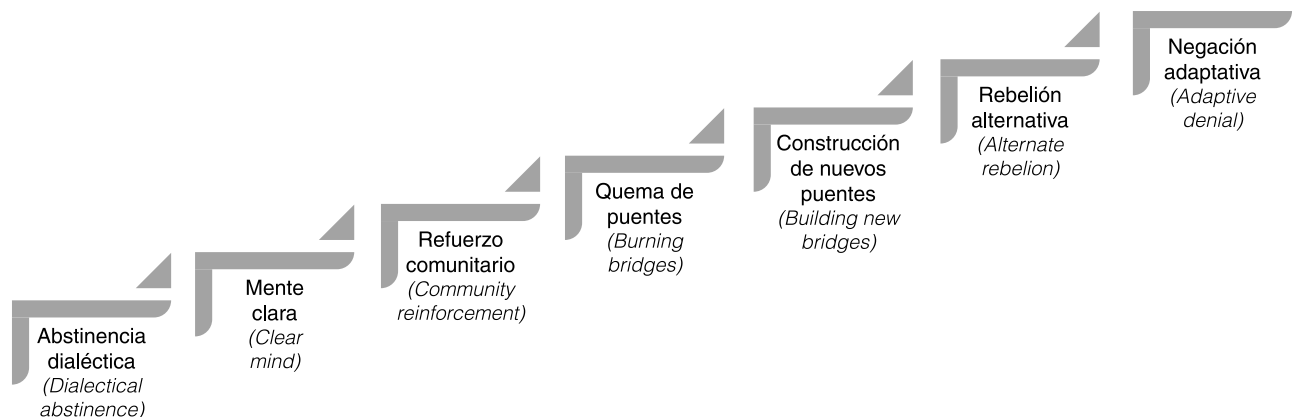 Abstinencia
dialéctica
(Dialectical
abstinence)
Mente
clara
(Clear
mind)
Refuerzo
comunitario
(Community
reinforcement)
Quema de
puentes
(Burning
bridges)
Construcción
de nuevos
puentes
(Building new
bridges)
Rebelión
alternativa
(Alternate
rebelion)
Negación
adaptativa
(Adaptive
denial)